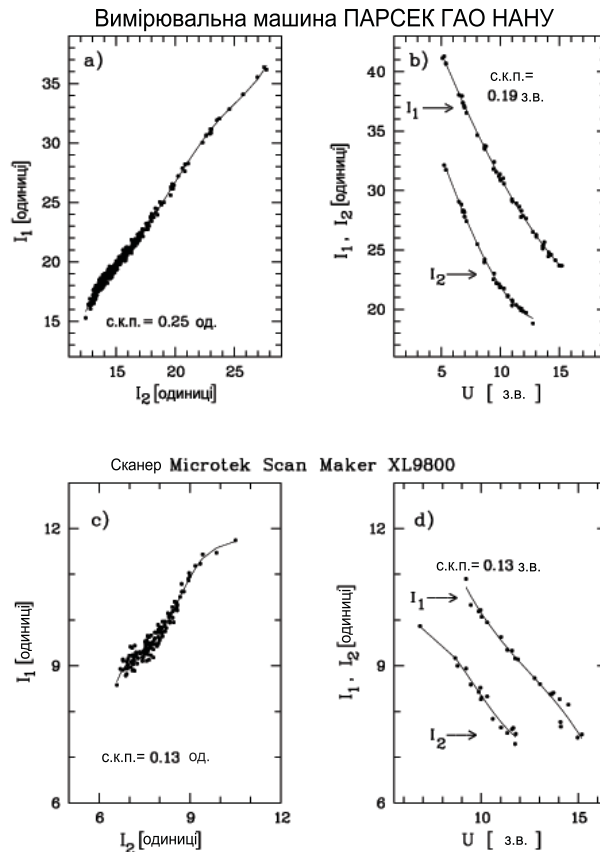 Вимірювальна машина ПАРСЕК ГАО НАНУ
a)
35
30
25
20
15
I₁ [одиниці]
с.к.п. = 0.25 од.
15 20 25
I₂ [одиниці]
b)
с.к.п.=
0.19 з.в.
I₁
I₂
40
30
20
I₁ , I₂ [одиниці]
5 10 15
U [ з.в. ]
Сканер Microtek Scan Maker XL9800
c)
12
9
6
I₁ [одиниці]
с.к.п.= 0.13 од.
6 9 12
I₂ [одиниці]
d)
с.к.п.= 0.13 з.в.
I₁
I₂
12
9
6
I₁ , I₂ [одиниці]
10 15
U [ з.в. ]